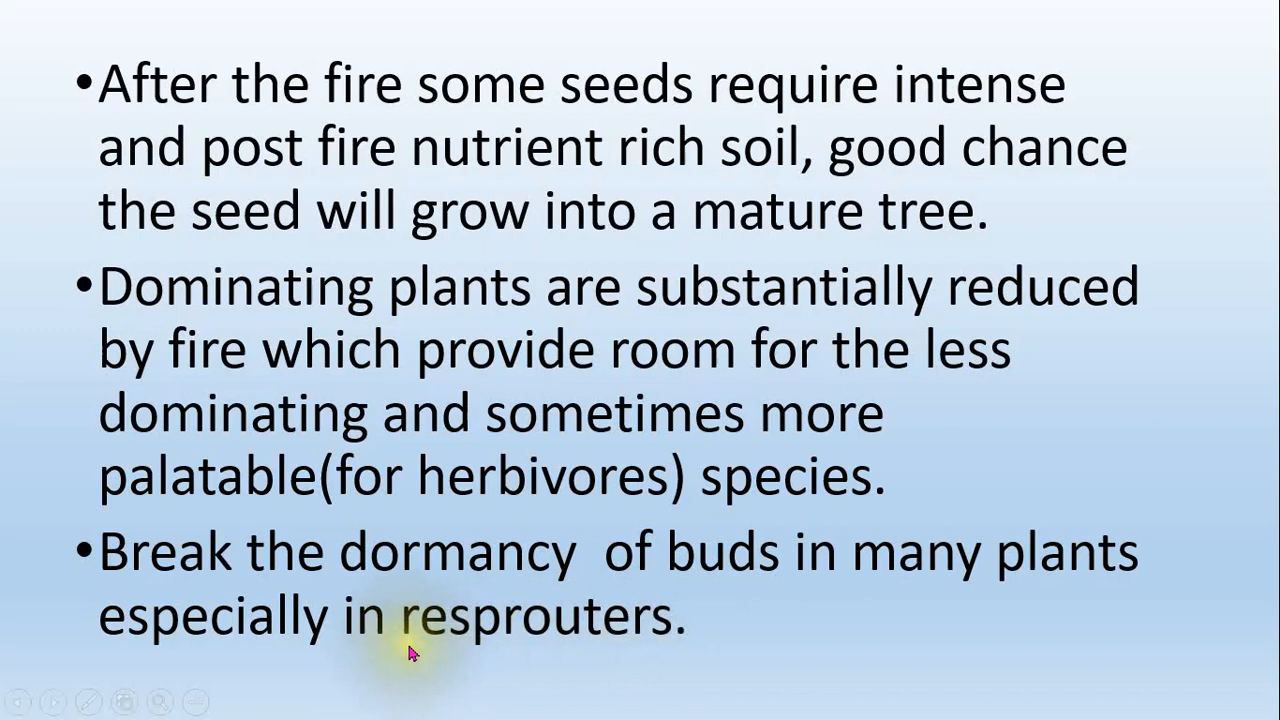 •After the fire some seeds require intense
and post fire nutrient rich soil, good chance
the seed will grow into a mature tree.
•Dominating plants are substantially reduced
by fire which provide room for the less
dominating and sometimes more
palatable(for herbivores) species.
•Break the dormancy  of buds in many plants
especially in resprouters.